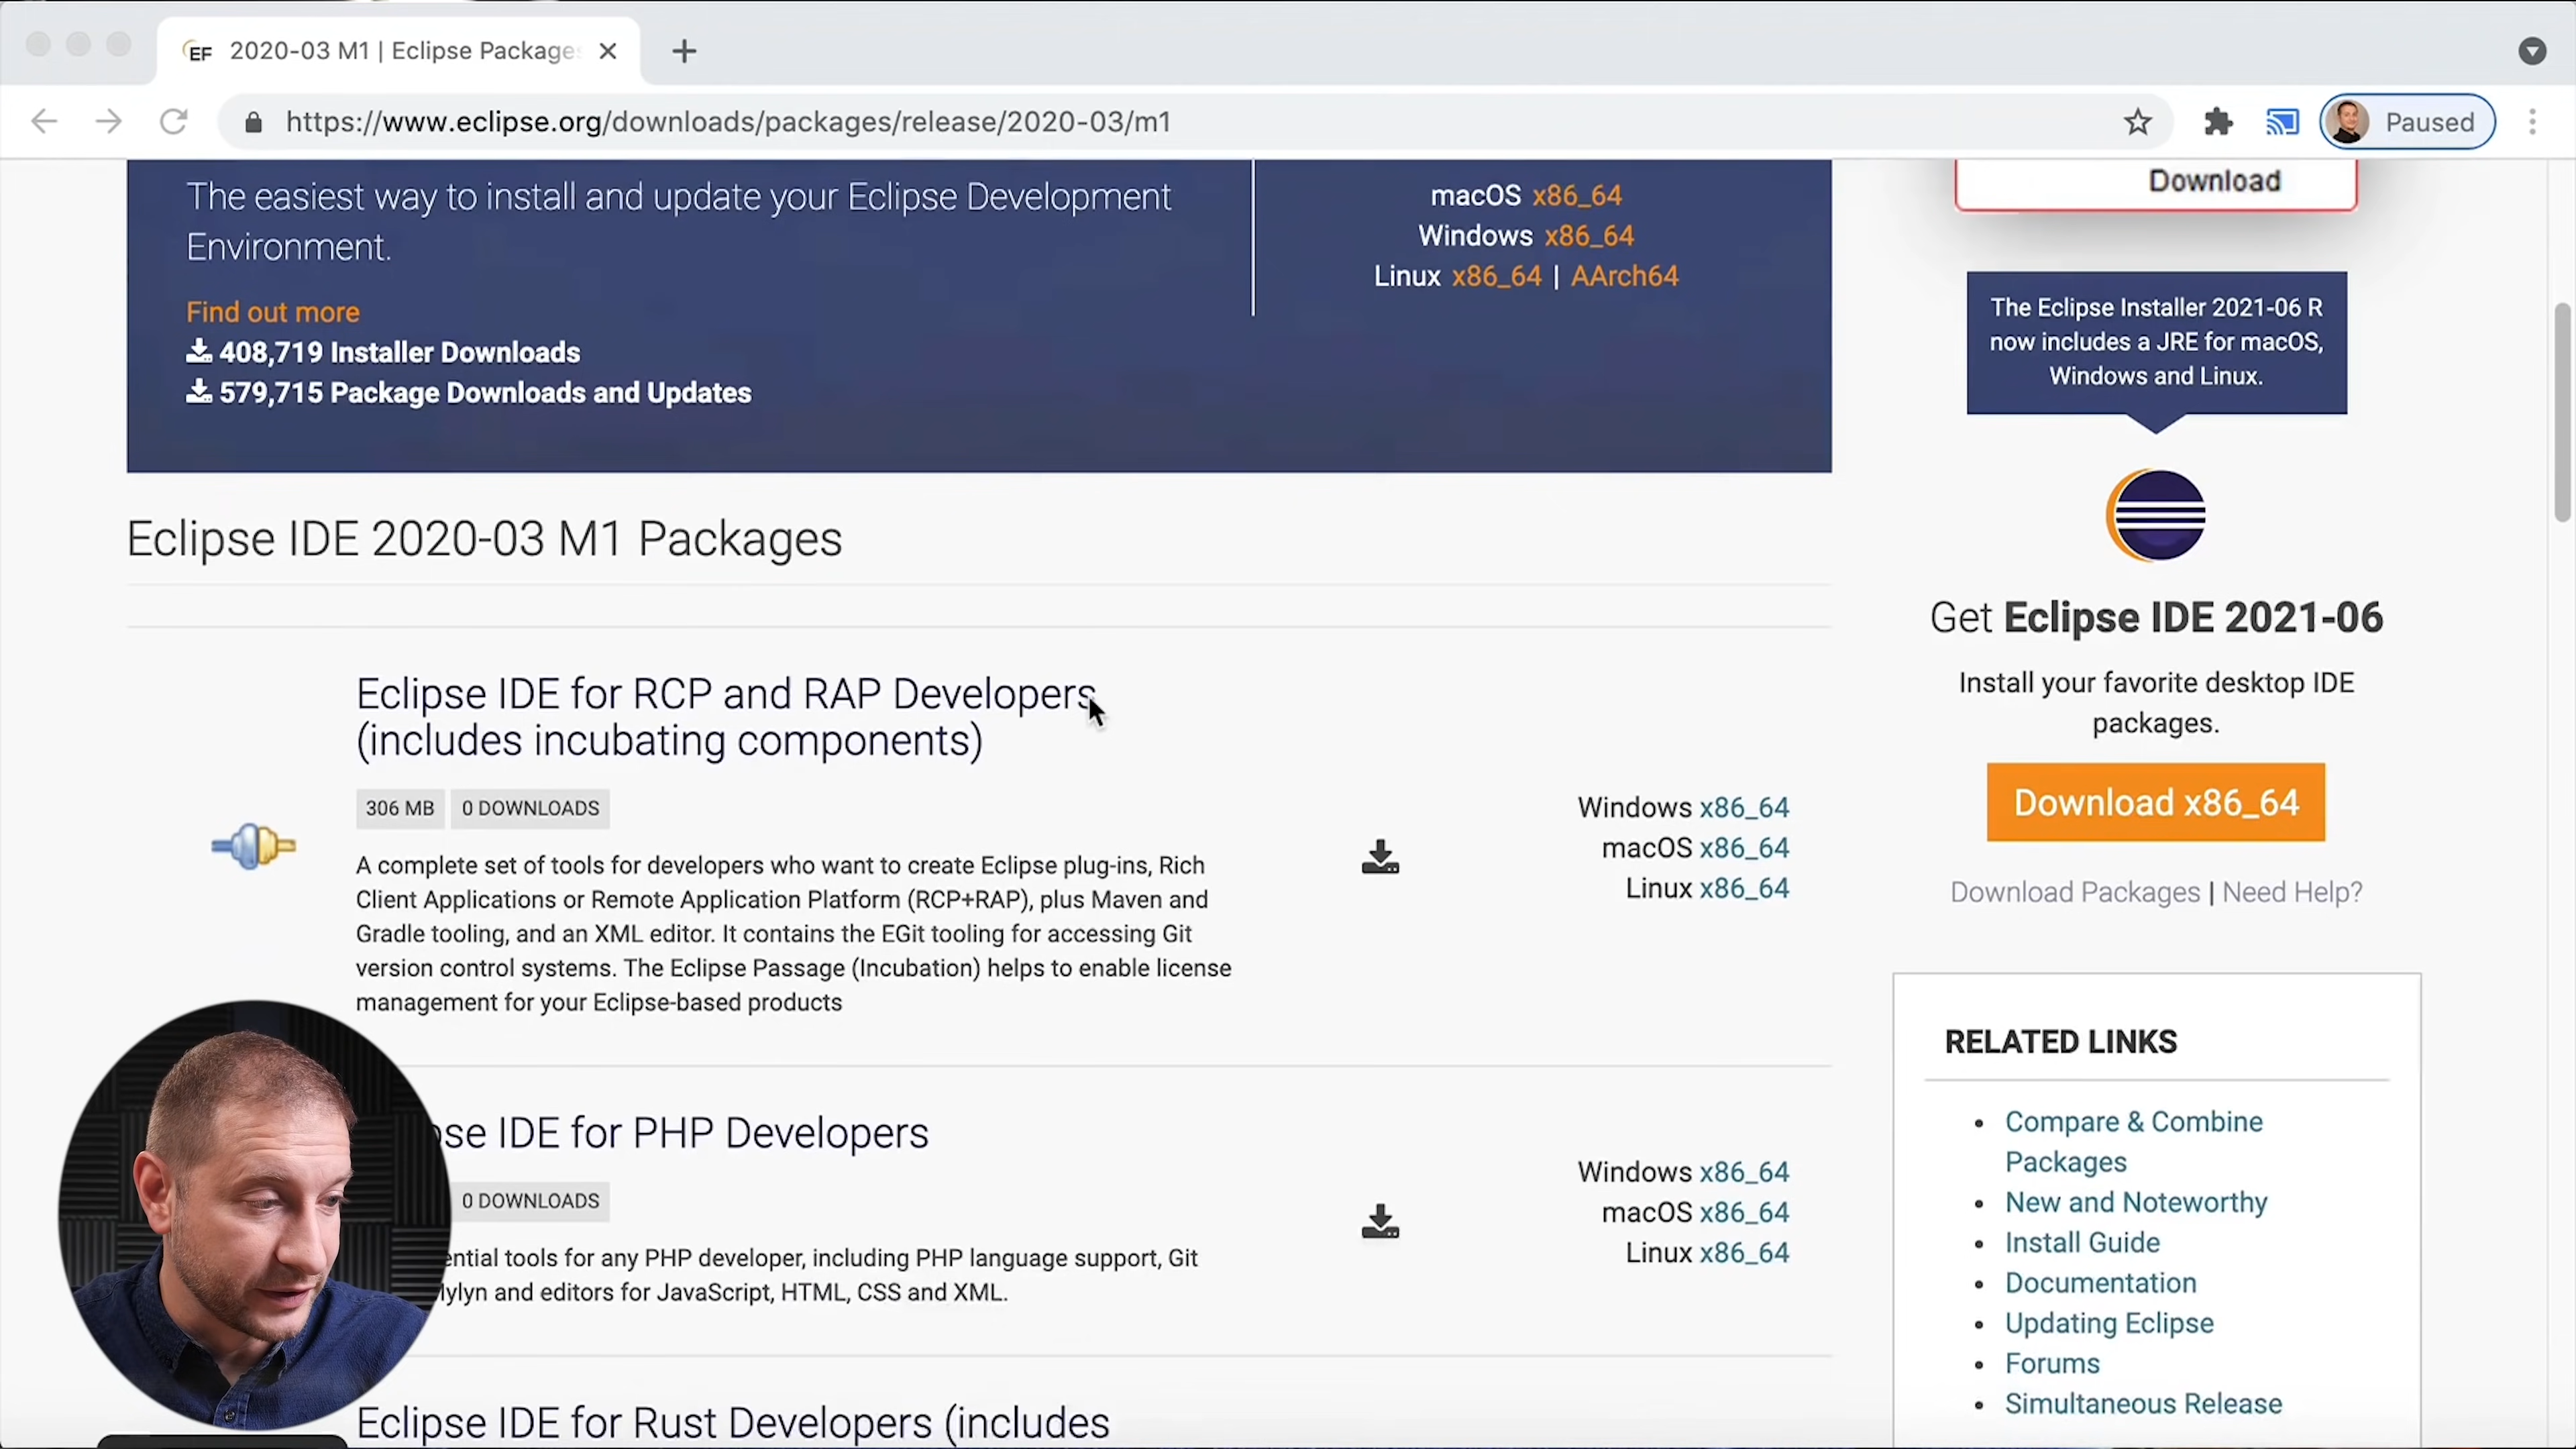 EF 2020-03 M1 | Eclipse Package
https://www.eclipse.org/downloads/packages/release/2020-03/m1
Paused
The easiest way to install and update your Eclipse Development
Environment.
Find out more
408,719 Installer Downloads
579,715 Package Downloads and Updates
macOS x86_64
Windows x86_64
Linux x86_64 | AArch64
Download
The Eclipse Installer 2021-06 R
now includes a JRE for macOS,
Windows and Linux.
Get Eclipse IDE 2021-06
Install your favorite desktop IDE
packages.
Download x86_64
Download Packages | Need Help?
Eclipse IDE 2020-03 M1 Packages
Eclipse IDE for RCP and RAP Developers
(includes incubating components)
306 MB 0 DOWNLOADS
A complete set of tools for developers who want to create Eclipse plug-ins, Rich
Client Applications or Remote Application Platform (RCP+RAP), plus Maven and
Gradle tooling, and an XML editor. It contains the EGit tooling for accessing Git
version control systems. The Eclipse Passage (Incubation) helps to enable license
management for your Eclipse-based products
Windows x86_64
macOS x86_64
Linux x86_64
pse IDE for PHP Developers
0 DOWNLOADS
ential tools for any PHP developer, including PHP language support, Git
lylyn and editors for JavaScript, HTML, CSS and XML.
Windows x86_64
macOS x86_64
Linux x86_64
Eclipse IDE for Rust Developers (includes
RELATED LINKS
Compare & Combine
Packages
New and Noteworthy
Install Guide
Documentation
Updating Eclipse
Forums
Simultaneous Release